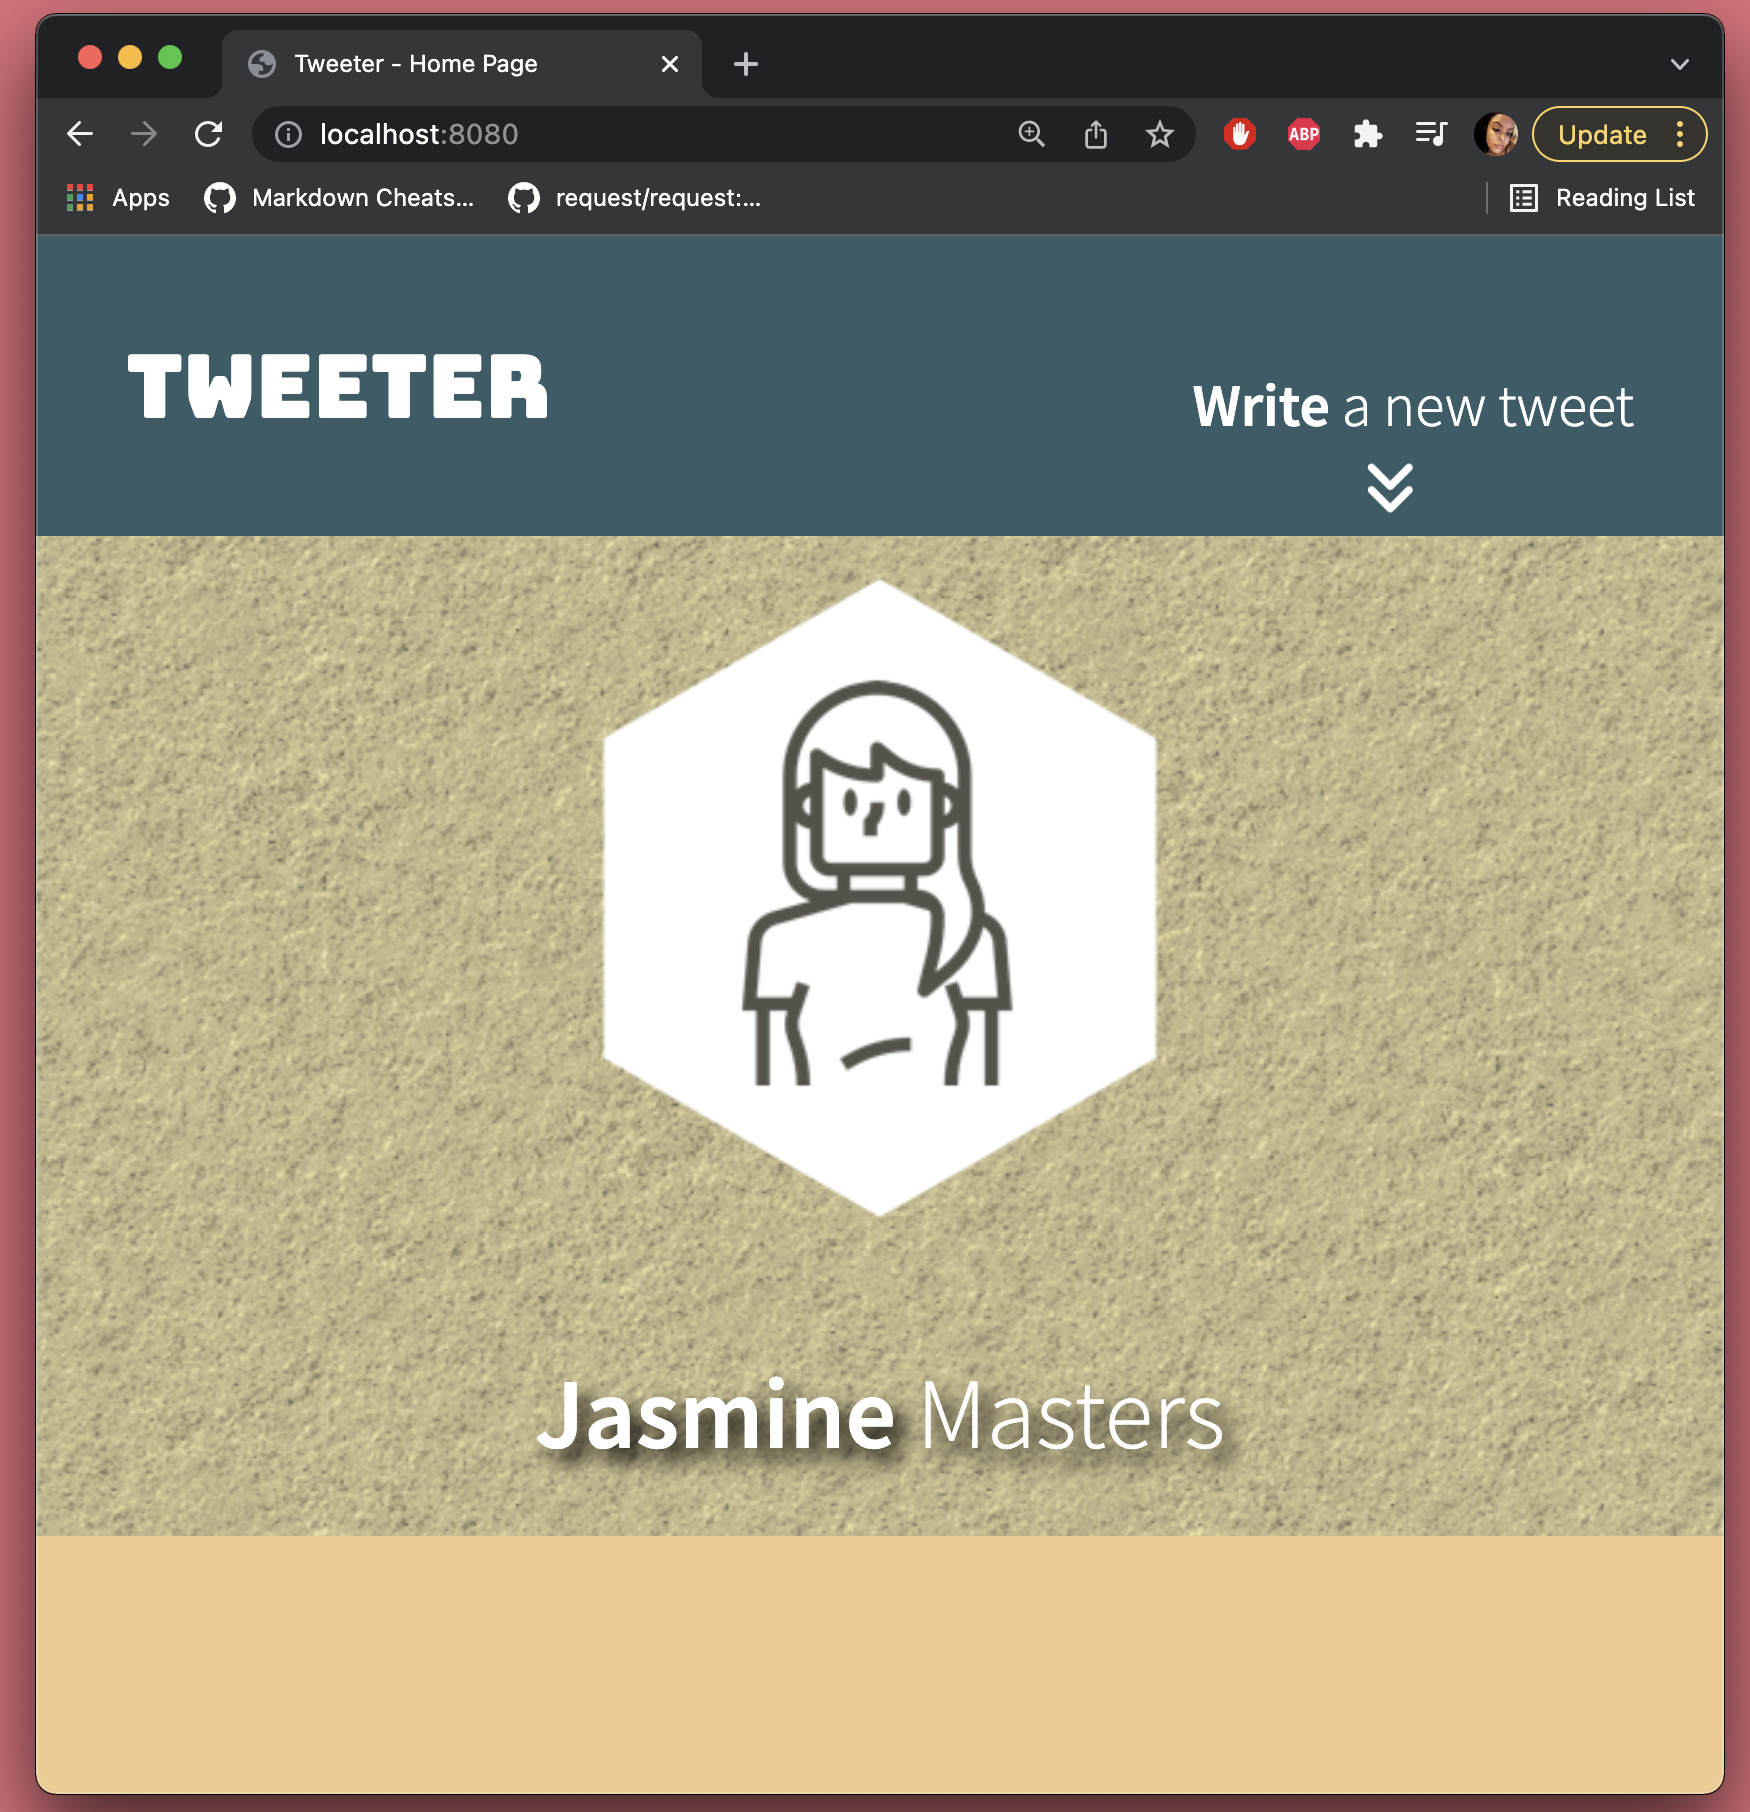 Tweeter - Home Page
localhost:8080
ABP
Update
Apps
Markdown Cheats...
request/request:...
Reading List
TWEETER
Write a new tweet
Jasmine Masters